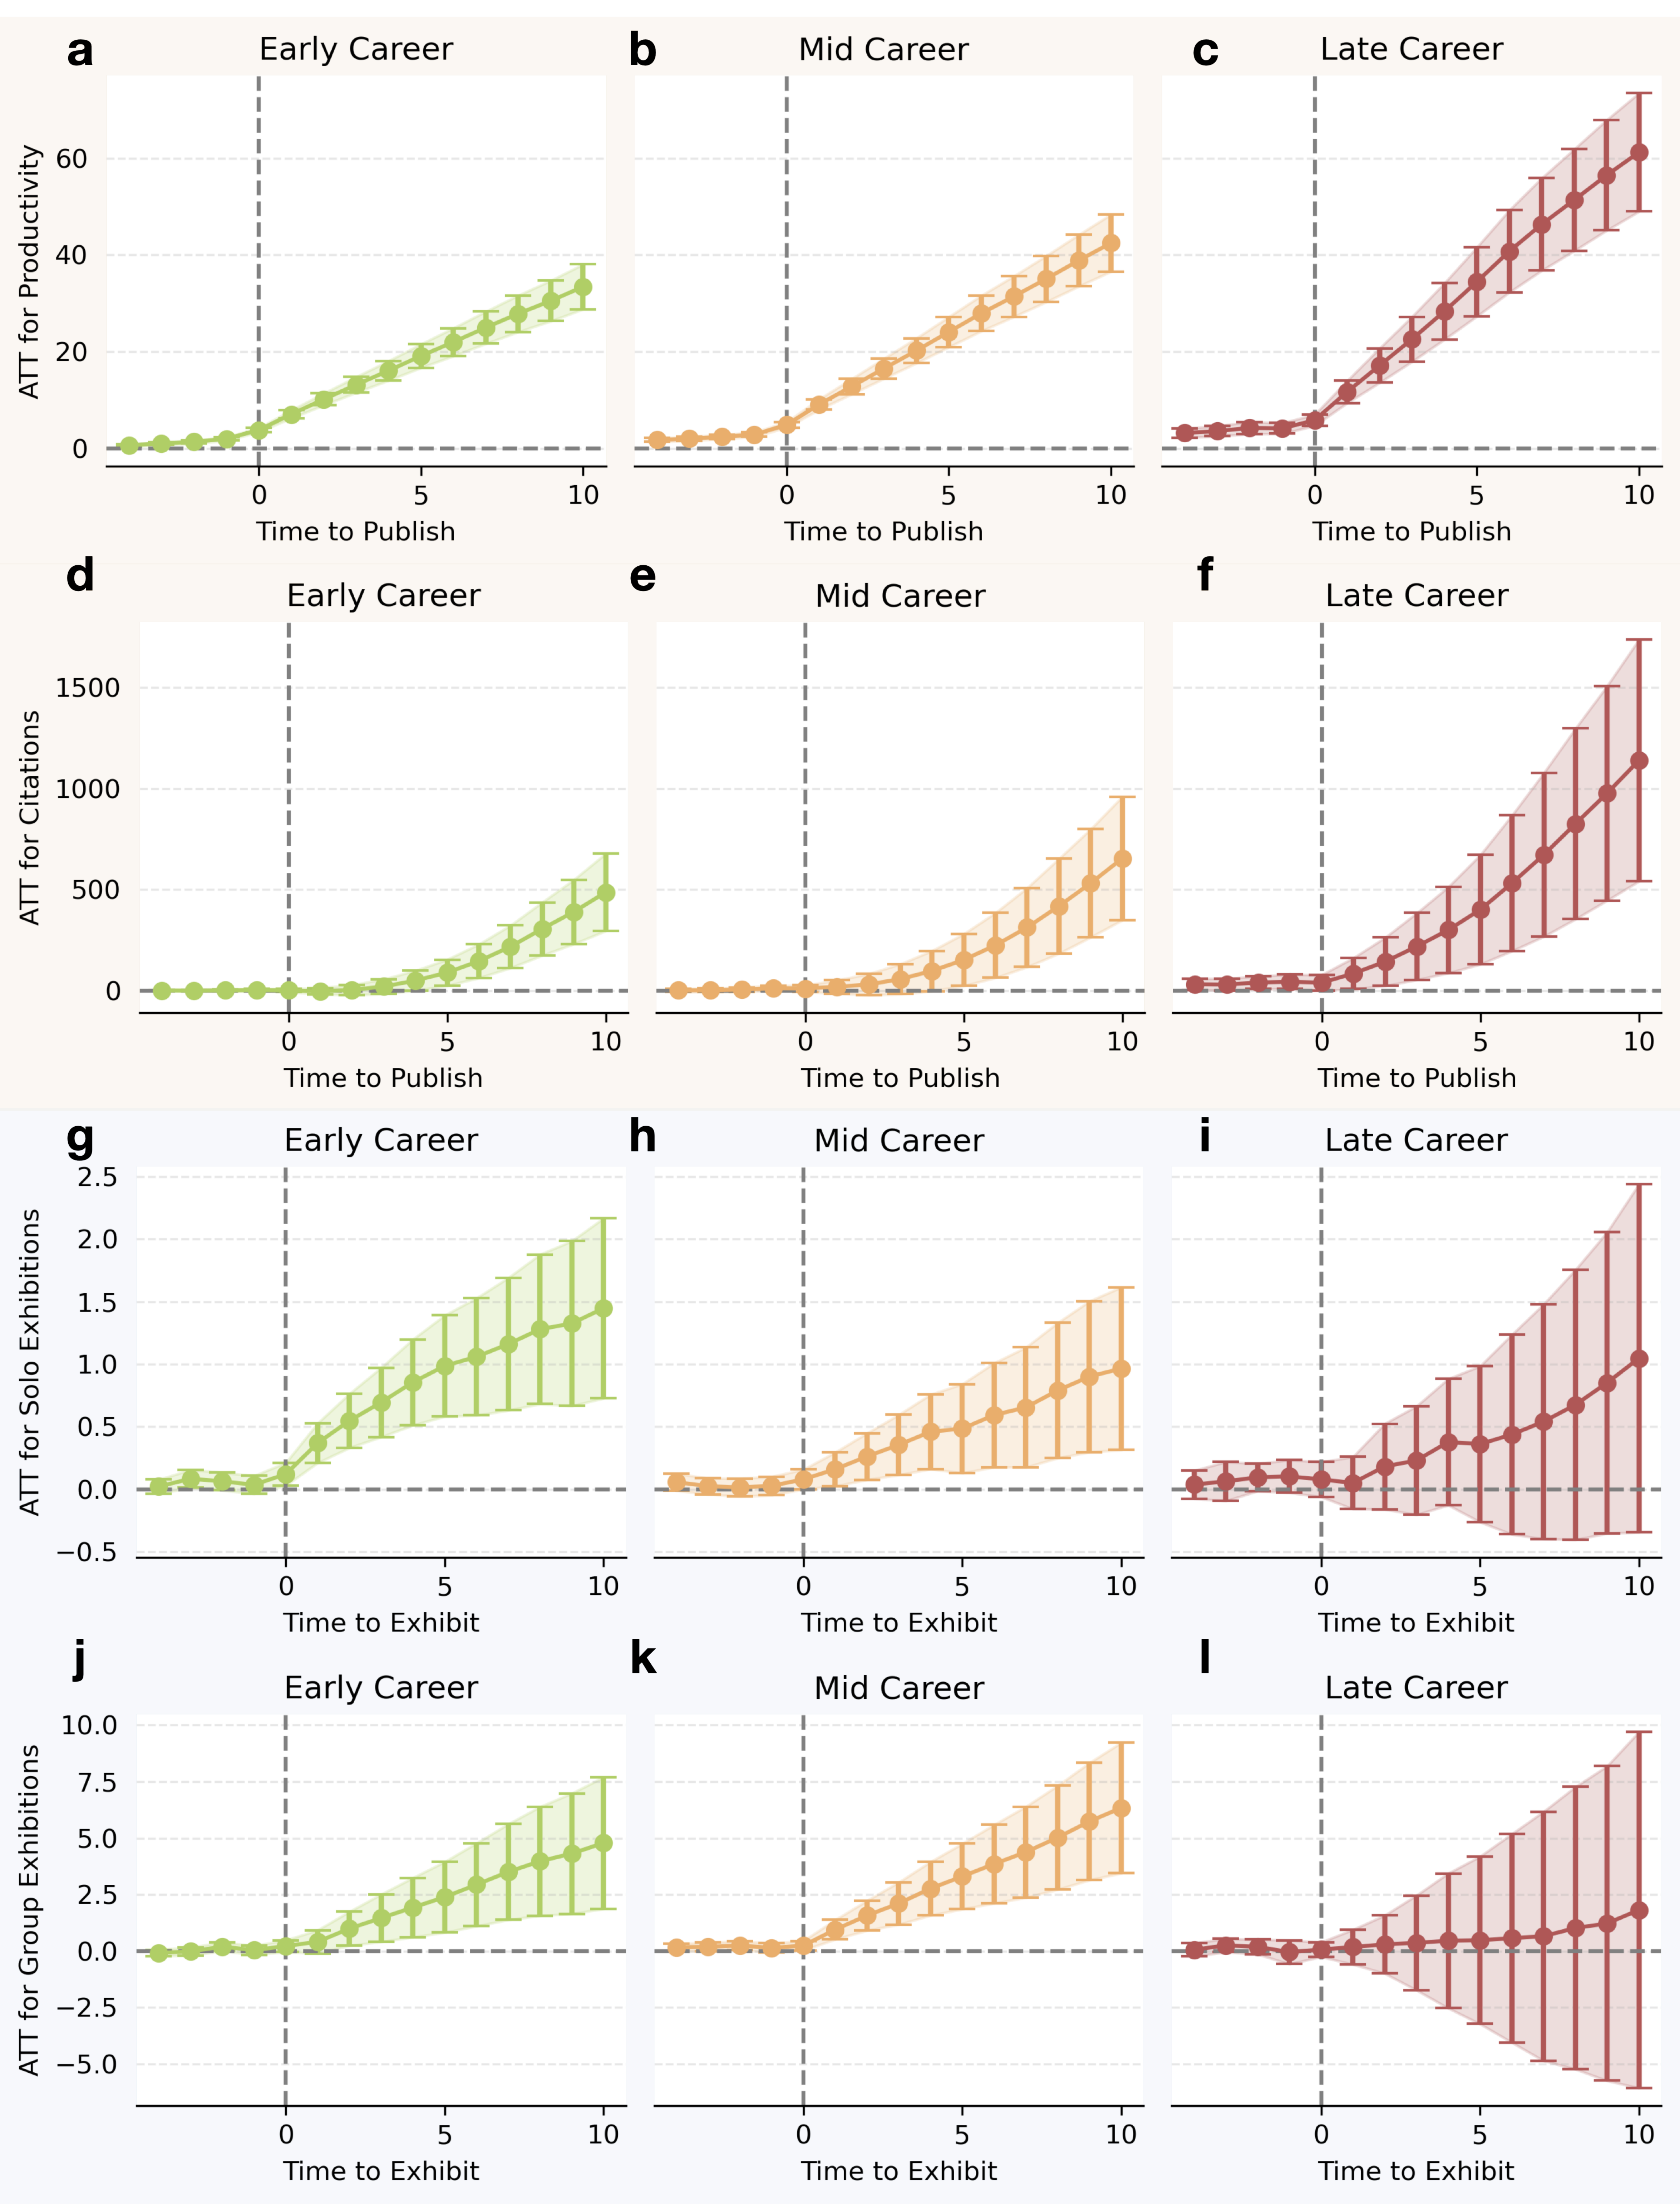 a Early Career b Mid Career c Late Career
ATT for Productivity
60
40
20
0
0 5 10 0 5 10 0 5 10
Time to Publish Time to Publish Time to Publish
d Early Career e Mid Career f Late Career
ATT for Citations
1500
1000
500
0
0 5 10 0 5 10 0 5 10
Time to Publish Time to Publish Time to Publish
g Early Career h Mid Career i Late Career
ATT for Solo Exhibitions
2.5
2.0
1.5
1.0
0.5
0.0
−0.5
0 5 10 0 5 10 0 5 10
Time to Exhibit Time to Exhibit Time to Exhibit
j Early Career k Mid Career l Late Career
ATT for Group Exhibitions
10.0
7.5
5.0
2.5
0.0
−2.5
−5.0
0 5 10 0 5 10 0 5 10
Time to Exhibit Time to Exhibit Time to Exhibit